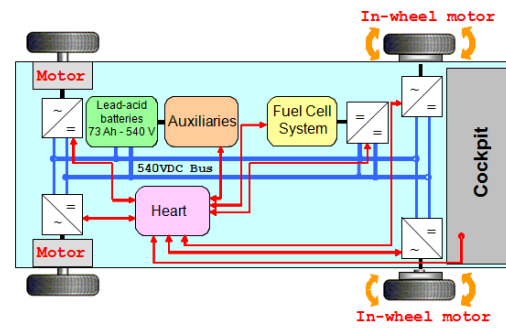 In-wheel motor
Motor
Lead-acid
batteries
73 Ah - 540 V
Auxiliaries
Fuel Cell
System
~
=
~
=
=
=
540VDC Bus
Cockpit
Heart
~
=
~
=
Motor
In-wheel motor